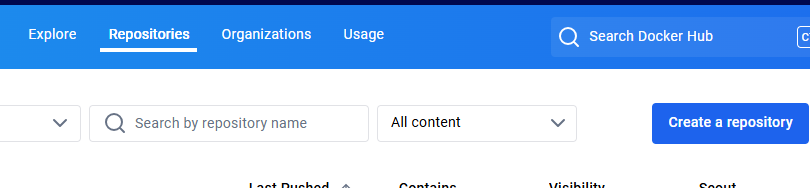 Explore Repositories Organizations Usage Search Docker Hub
Search by repository name All content Create a repository
Last Pushed Contains Visibility Scout